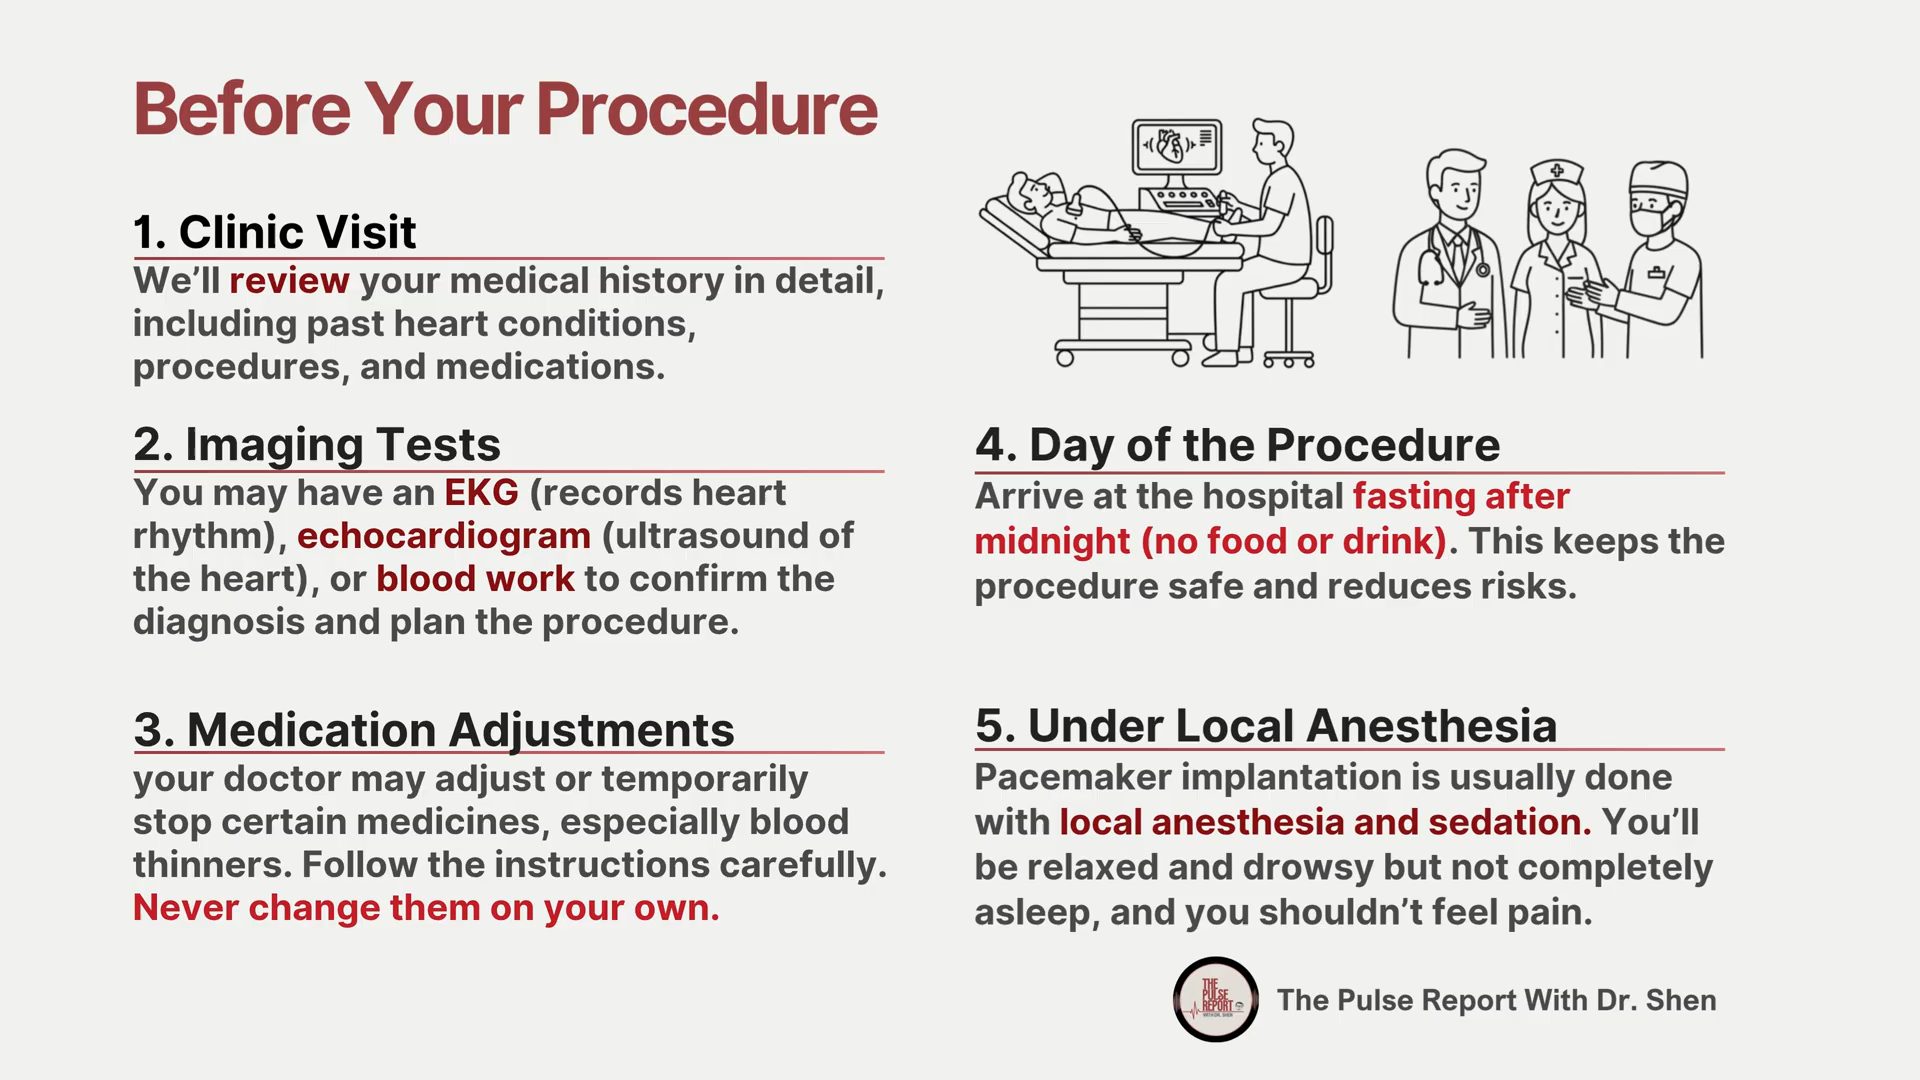 Before Your Procedure
1. Clinic Visit
We’ll review your medical history in detail,
including past heart conditions,
procedures, and medications.
2. Imaging Tests
You may have an EKG (records heart
rhythm), echocardiogram (ultrasound of
the heart), or blood work to confirm the
diagnosis and plan the procedure.
3. Medication Adjustments
your doctor may adjust or temporarily
stop certain medicines, especially blood
thinners. Follow the instructions carefully.
Never change them on your own.
4. Day of the Procedure
Arrive at the hospital fasting after
midnight (no food or drink). This keeps the
procedure safe and reduces risks.
5. Under Local Anesthesia
Pacemaker implantation is usually done
with local anesthesia and sedation. You’ll
be relaxed and drowsy but not completely
asleep, and you shouldn’t feel pain.
THE
PULSE
REPORT
WITH DR. SHEN
The Pulse Report With Dr. Shen